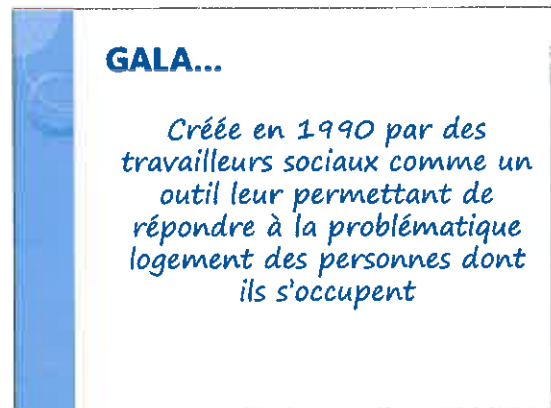 GALA...
Créée en 1990 par des
travailleurs sociaux comme un
outil leur permettant de
répondre à la problématique
logement des personnes dont
ils s'occupent